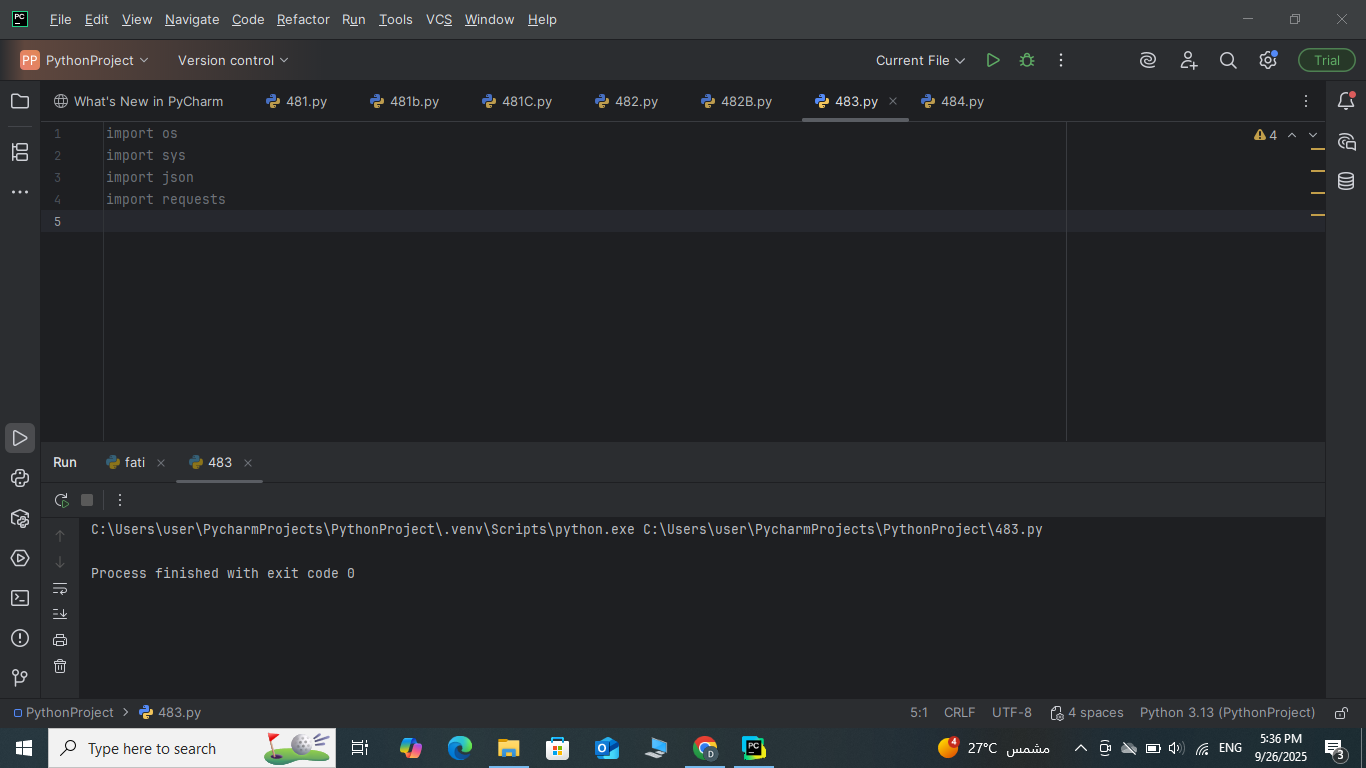 PC File Edit View Navigate Code Refactor Run Tools VCS Window Help
PP PythonProject Version control Current File Trial
What's New in PyCharm 481.py 481b.py 481C.py 482.py 482B.py 483.py 484.py
1 import os 4
2 import sys
3 import json
4 import requests
5
Run fati 483
C:\Users\user\PycharmProjects\PythonProject\.venv\Scripts\python.exe C:\Users\user\PycharmProjects\PythonProject\483.py
Process finished with exit code 0
PythonProject 483.py 5:1 CRLF UTF-8 4 spaces Python 3.13 (PythonProject)
Type here to search D PC 4 27°C مشمس ENG 5:36 PM
9/26/2025 3